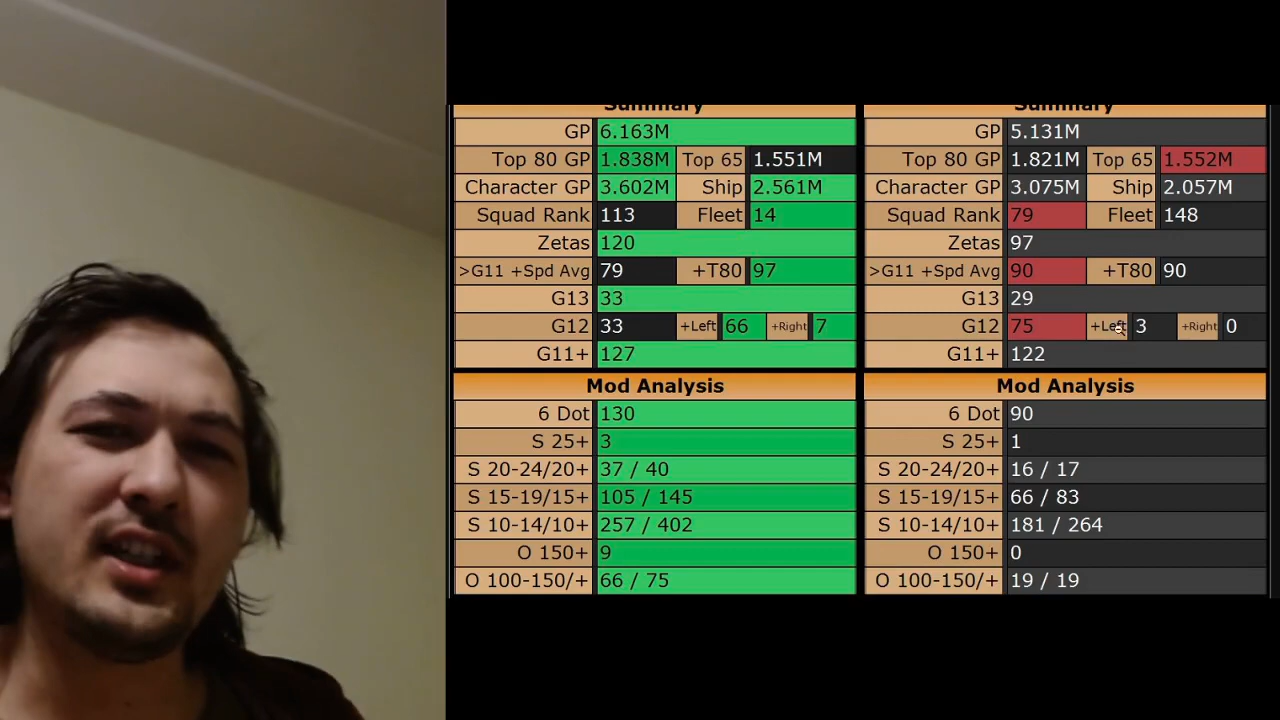 Summary
GP 6.163M
Top 80 GP 1.838M Top 65 1.551M
Character GP 3.602M Ship 2.561M
Squad Rank 113 Fleet 14
Zetas 120
>G11 +Spd Avg 79 +T80 97
G13 33
G12 33 +Left 66 +Right 7
G11+ 127
Mod Analysis
6 Dot 130
S 25+ 3
S 20-24/20+ 37 / 40
S 15-19/15+ 105 / 145
S 10-14/10+ 257 / 402
O 150+ 9
O 100-150/+ 66 / 75
Summary
GP 5.131M
Top 80 GP 1.821M Top 65 1.552M
Character GP 3.075M Ship 2.057M
Squad Rank 79 Fleet 148
Zetas 97
>G11 +Spd Avg 90 +T80 90
G13 29
G12 75 +Left 3 +Right 0
G11+ 122
Mod Analysis
6 Dot 90
S 25+ 1
S 20-24/20+ 16 / 17
S 15-19/15+ 66 / 83
S 10-14/10+ 181 / 264
O 150+ 0
O 100-150/+ 19 / 19